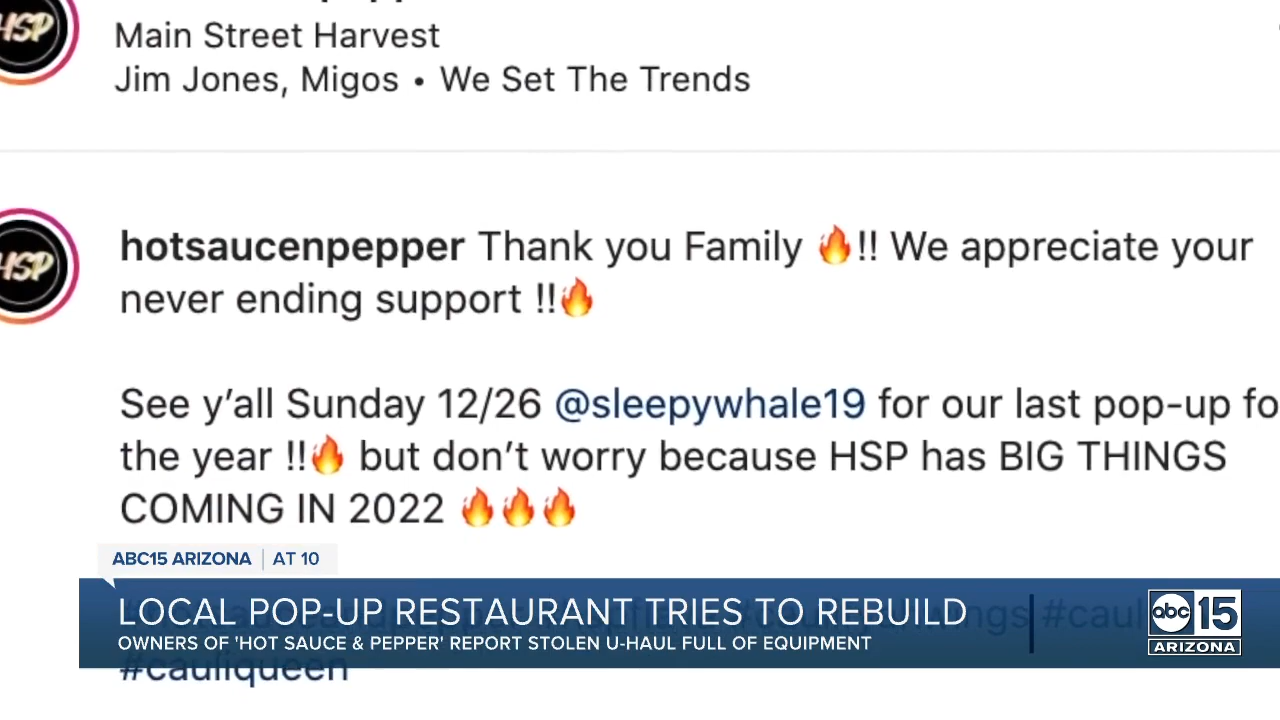 HSP
Main Street Harvest
Jim Jones, Migos • We Set The Trends
HSP
hotsaucenpepper Thank you Family 🔥!! We appreciate your
never ending support !!🔥
See y’all Sunday 12/26 @sleepywhale19 for our last pop-up fo
the year !!🔥 but don’t worry because HSP has BIG THINGS
COMING IN 2022 🔥🔥🔥
ABC15 ARIZONA | AT 10
LOCAL POP-UP RESTAURANT TRIES TO REBUILD
OWNERS OF 'HOT SAUCE & PEPPER' REPORT STOLEN U-HAUL FULL OF EQUIPMENT
abc 15
ARIZONA
#caul
#cauliqueen